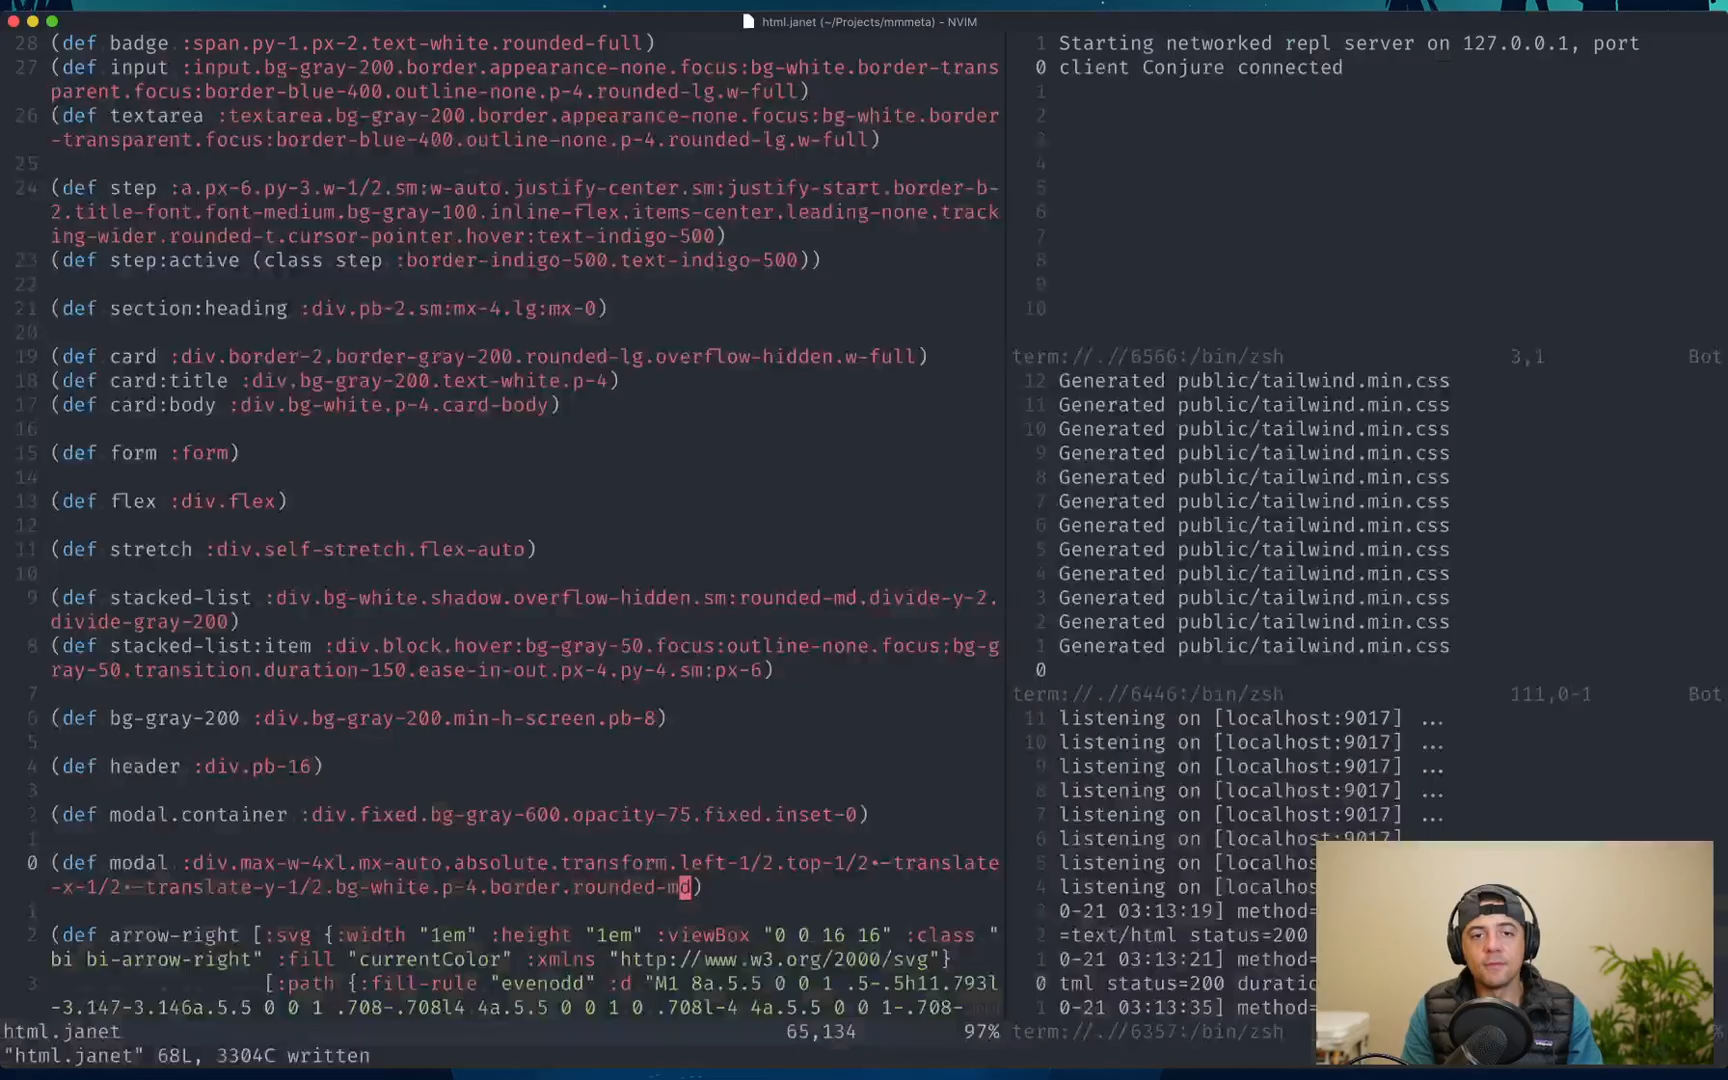 html.janet (~/Projects/mmmeta) - NVIM
28 (def badge :span.py-1.px-2.text-white.rounded-full)
27 (def input :input.bg-gray-200.border.appearance-none.focus:bg-white.border-trans
parent.focus:border-blue-400.outline-none.p-4.rounded-lg.w-full)
26 (def textarea :textarea.bg-gray-200.border.appearance-none.focus:bg-white.border
-transparent.focus:border-blue-400.outline-none.p-4.rounded-lg.w-full)
25
24 (def step :a.px-6.py-3.w-1/2.sm:w-auto.justify-center.sm:justify-start.border-b-
2.title-font.font-medium.bg-gray-100.inline-flex.items-center.leading-none.track
ing-wider.rounded-t.cursor-pointer.hover:text-indigo-500)
23 (def step:active (class step :border-indigo-500.text-indigo-500))
22
21 (def section:heading :div.pb-2.sm:mx-4.lg:mx-0)
20
19 (def card :div.border-2.border-gray-200.rounded-lg.overflow-hidden.w-full)
18 (def card:title :div.bg-gray-200.text-white.p-4)
17 (def card:body :div.bg-white.p-4.card-body)
16
15 (def form :form)
14
13 (def flex :div.flex)
12
11 (def stretch :div.self-stretch.flex-auto)
10
9 (def stacked-list :div.bg-white.shadow.overflow-hidden.sm:rounded-md.divide-y-2.
divide-gray-200)
8 (def stacked-list:item :div.block.hover:bg-gray-50.focus:outline-none.focus:bg-g
ray-50.transition.duration-150.ease-in-out.px-4.py-4.sm:px-6)
7
6 (def bg-gray-200 :div.bg-gray-200.min-h-screen.pb-8)
5
4 (def header :div.pb-16)
3
2 (def modal.container :div.fixed.bg-gray-600.opacity-75.fixed.inset-0)
1
0 (def modal :div.max-w-4xl.mx-auto.absolute.transform.left-1/2.top-1/2.-translate
-x-1/2.-translate-y-1/2.bg-white.p-4.border.rounded-md)
1
2 (def arrow-right [:svg {:width "1em" :height "1em" :viewBox "0 0 16 16" :class "
bi bi-arrow-right" :fill "currentColor" :xmlns "http://www.w3.org/2000/svg"}
3 [:path {:fill-rule "evenodd" :d "M1 8a.5.5 0 0 1 .5-.5h11.793l
-3.147-3.146a.5.5 0 0 1 .708-.708l4 4a.5.5 0 0 1 0 .708l-4 4a.5.5 0 0 1-.708-
html.janet 65,134 97%
"html.janet" 68L, 3304C written
1 Starting networked repl server on 127.0.0.1, port
0 client Conjure connected
1
2
3
4
5
6
7
8
9
10
term://.//6566:/bin/zsh 3,1 Bot
12 Generated public/tailwind.min.css
11 Generated public/tailwind.min.css
10 Generated public/tailwind.min.css
9 Generated public/tailwind.min.css
8 Generated public/tailwind.min.css
7 Generated public/tailwind.min.css
6 Generated public/tailwind.min.css
5 Generated public/tailwind.min.css
4 Generated public/tailwind.min.css
3 Generated public/tailwind.min.css
2 Generated public/tailwind.min.css
1 Generated public/tailwind.min.css
0
term://.//6446:/bin/zsh 111,0-1 Bot
11 listening on [localhost:9017] ...
10 listening on [localhost:9017] ...
9 listening on [localhost:9017] ...
8 listening on [localhost:9017] ...
7 listening on [localhost:9017] ...
6 listening on [localhost:9017] ...
5 listening on [loca
4 listening on [loca
3 0-21 03:13:19] method=
2 =text/html status=200
1 0-21 03:13:21] method=
0 tml status=200 duratio
1 0-21 03:13:35] method=
term://.//6357:/bin/zsh